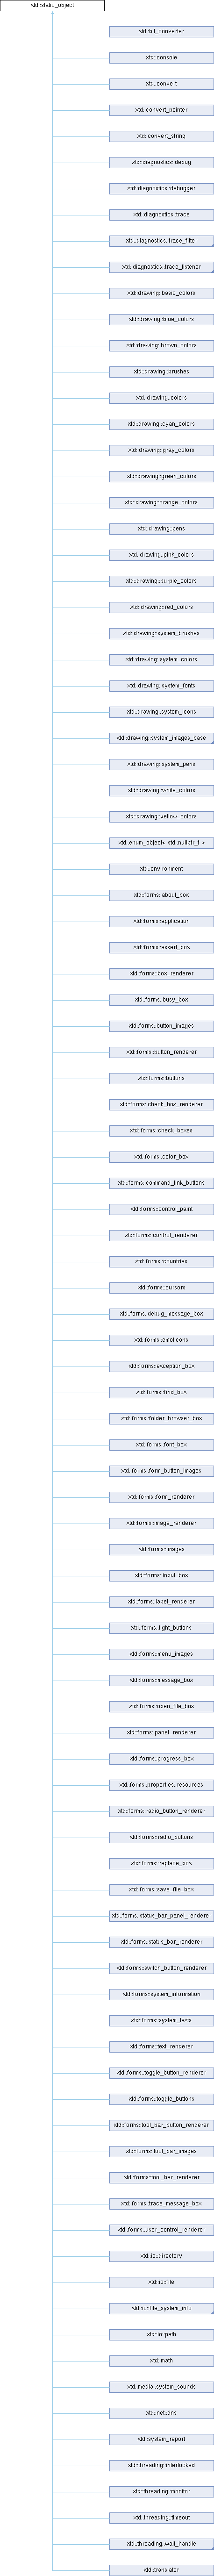 xtd::static_object
xtd::bit_converter
xtd::console
xtd::convert
xtd::convert_pointer
xtd::convert_string
xtd::diagnostics::debug
xtd::diagnostics::debugger
xtd::diagnostics::trace
xtd::diagnostics::trace_filter
xtd::diagnostics::trace_listener
xtd::drawing::basic_colors
xtd::drawing::blue_colors
xtd::drawing::brown_colors
xtd::drawing::brushes
xtd::drawing::colors
xtd::drawing::cyan_colors
xtd::drawing::gray_colors
xtd::drawing::green_colors
xtd::drawing::orange_colors
xtd::drawing::pens
xtd::drawing::pink_colors
xtd::drawing::purple_colors
xtd::drawing::red_colors
xtd::drawing::system_brushes
xtd::drawing::system_colors
xtd::drawing::system_fonts
xtd::drawing::system_icons
xtd::drawing::system_images_base
xtd::drawing::system_pens
xtd::drawing::white_colors
xtd::drawing::yellow_colors
xtd::enum_object< std::nullptr_t >
xtd::environment
xtd::forms::about_box
xtd::forms::application
xtd::forms::assert_box
xtd::forms::box_renderer
xtd::forms::busy_box
xtd::forms::button_images
xtd::forms::button_renderer
xtd::forms::buttons
xtd::forms::check_box_renderer
xtd::forms::check_boxes
xtd::forms::color_box
xtd::forms::command_link_buttons
xtd::forms::control_paint
xtd::forms::control_renderer
xtd::forms::countries
xtd::forms::cursors
xtd::forms::debug_message_box
xtd::forms::emoticons
xtd::forms::exception_box
xtd::forms::find_box
xtd::forms::folder_browser_box
xtd::forms::font_box
xtd::forms::form_button_images
xtd::forms::form_renderer
xtd::forms::image_renderer
xtd::forms::images
xtd::forms::input_box
xtd::forms::label_renderer
xtd::forms::light_buttons
xtd::forms::menu_images
xtd::forms::message_box
xtd::forms::open_file_box
xtd::forms::panel_renderer
xtd::forms::progress_box
xtd::forms::properties::resources
xtd::forms::radio_button_renderer
xtd::forms::radio_buttons
xtd::forms::replace_box
xtd::forms::save_file_box
xtd::forms::status_bar_panel_renderer
xtd::forms::status_bar_renderer
xtd::forms::switch_button_renderer
xtd::forms::system_information
xtd::forms::system_texts
xtd::forms::text_renderer
xtd::forms::toggle_button_renderer
xtd::forms::toggle_buttons
xtd::forms::tool_bar_button_renderer
xtd::forms::tool_bar_images
xtd::forms::tool_bar_renderer
xtd::forms::trace_message_box
xtd::forms::user_control_renderer
xtd::io::directory
xtd::io::file
xtd::io::file_system_info
xtd::io::path
xtd::math
xtd::media::system_sounds
xtd::net::dns
xtd::system_report
xtd::threading::interlocked
xtd::threading::monitor
xtd::threading::timeout
xtd::threading::wait_handle
xtd::translator